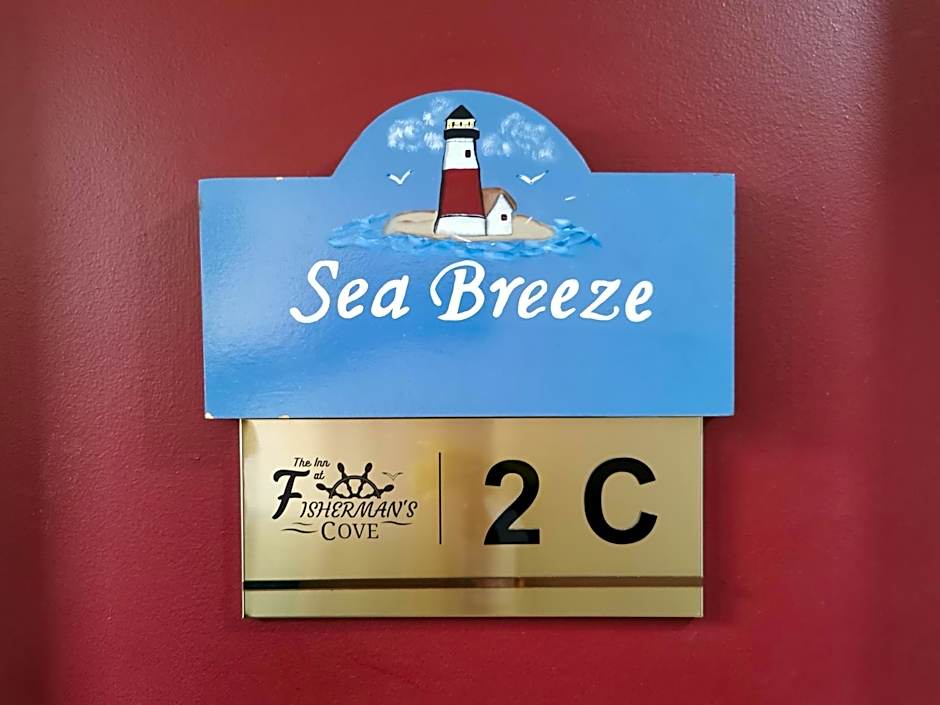 Sea Breeze
The Inn
at
FISHERMAN'S
COVE
2 C